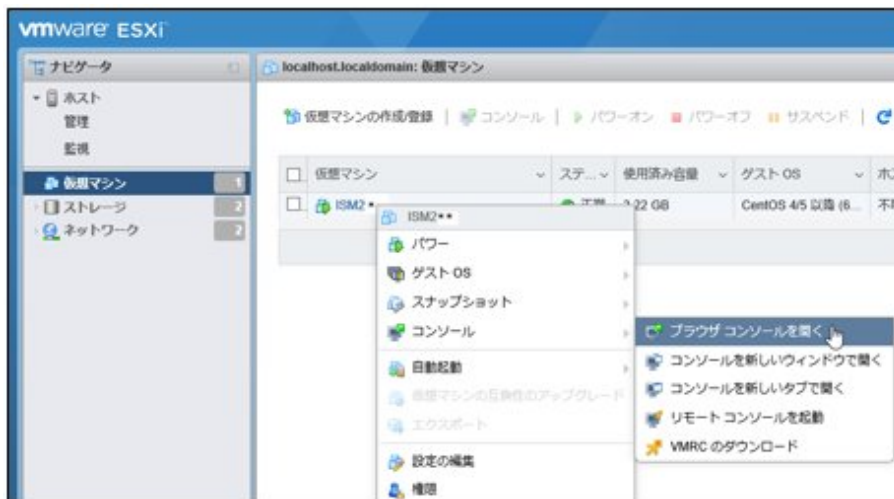 vmware ESXi
ナビゲータ
localhost.localdomain: 仮想マシン
ホスト
管理
監視
仮想マシン 1
ストレージ 2
ネットワーク 2
仮想マシンの作成/登録 | コンソール | パワーオン パワーオフ サスペンド |
仮想マシン ステ... 使用済み容量 ゲスト OS
ISM2 正常 22 GB CentOS 4/5 以降 (6...
ISM2**
パワー
ゲスト OS
スナップショット
コンソール
自動起動
仮想マシンの互換性のアップグレード
エクスポート
設定の編集
権限
ブラウザ コンソールを開く
コンソールを新しいウィンドウで開く
コンソールを新しいタブで開く
リモート コンソールを起動
VMRC のダウンロード